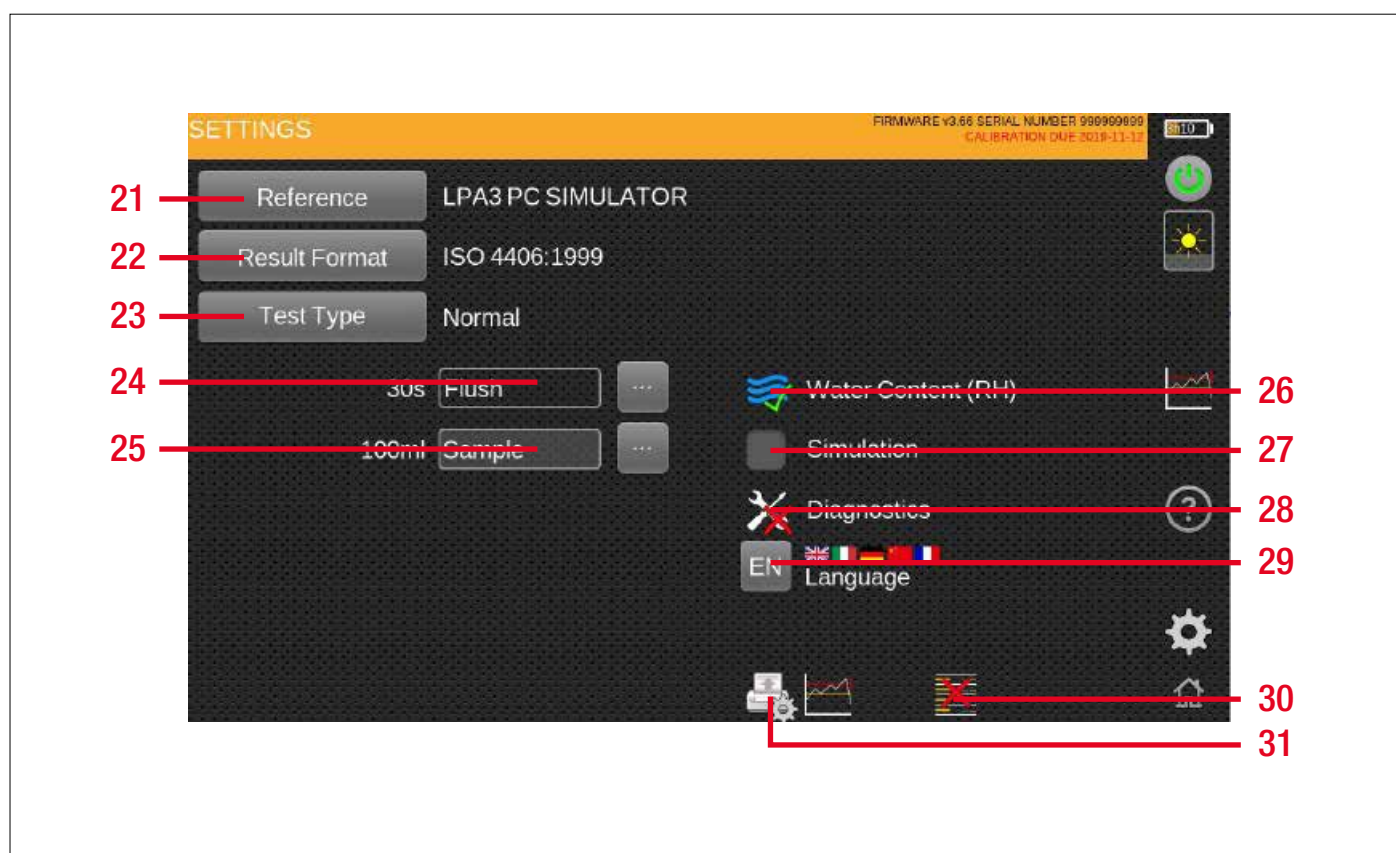 SETTINGS
FIRMWARE v3.66 SERIAL NUMBER 999999999
CALIBRATION DUE 2019-11-12
3h10
21
Reference
LPA3 PC SIMULATOR
22
Result Format
ISO 4406:1999
23
Test Type
Normal
24
30s
Flush
...
Water Content (RH)
26
25
100ml
Sample
...
Simulation
27
Diagnostics
?
28
EN
Language
29
30
31